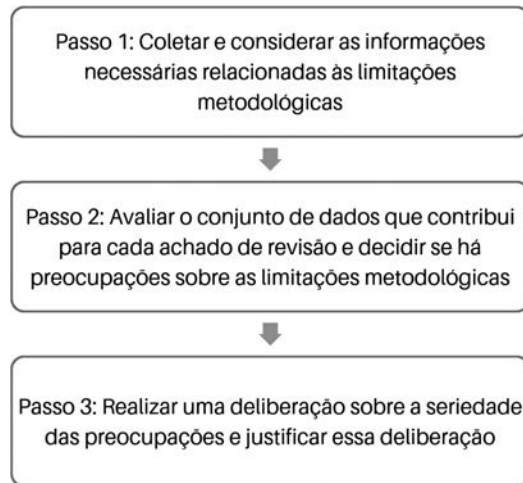 Passo 1: Coletar e considerar as informações
necessárias relacionadas às limitações
metodológicas
Passo 2: Avaliar o conjunto de dados que contribui
para cada achado de revisão e decidir se há
preocupações sobre as limitações metodológicas
Passo 3: Realizar uma deliberação sobre a seriedade
das preocupações e justificar essa deliberação